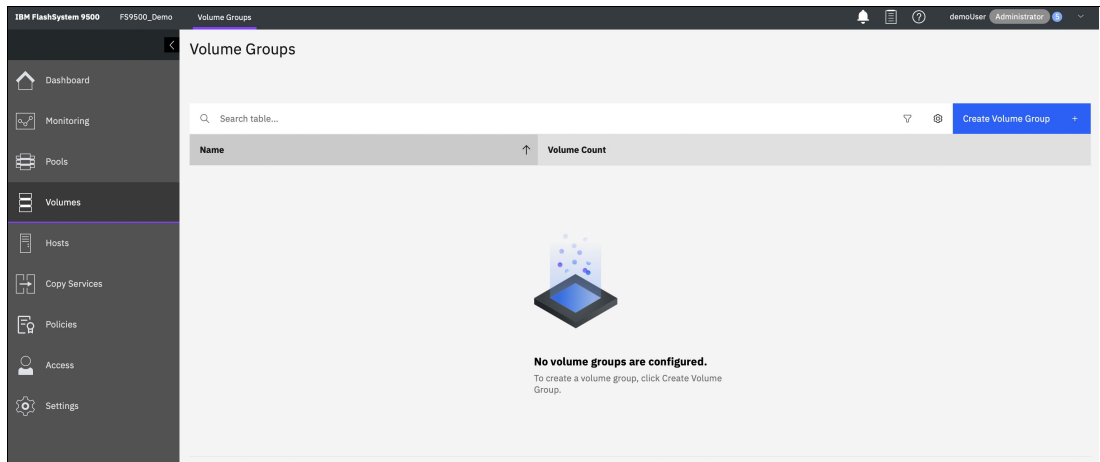 IBM FlashSystem 9500 FS9500_Demo Volume Groups demoUser Administrator 5
Volume Groups
Dashboard
Monitoring
Search table... Create Volume Group +
Name Volume Count
Pools
Volumes
Hosts
Copy Services
Policies
Access
Settings
No volume groups are configured.
To create a volume group, click Create Volume
Group.